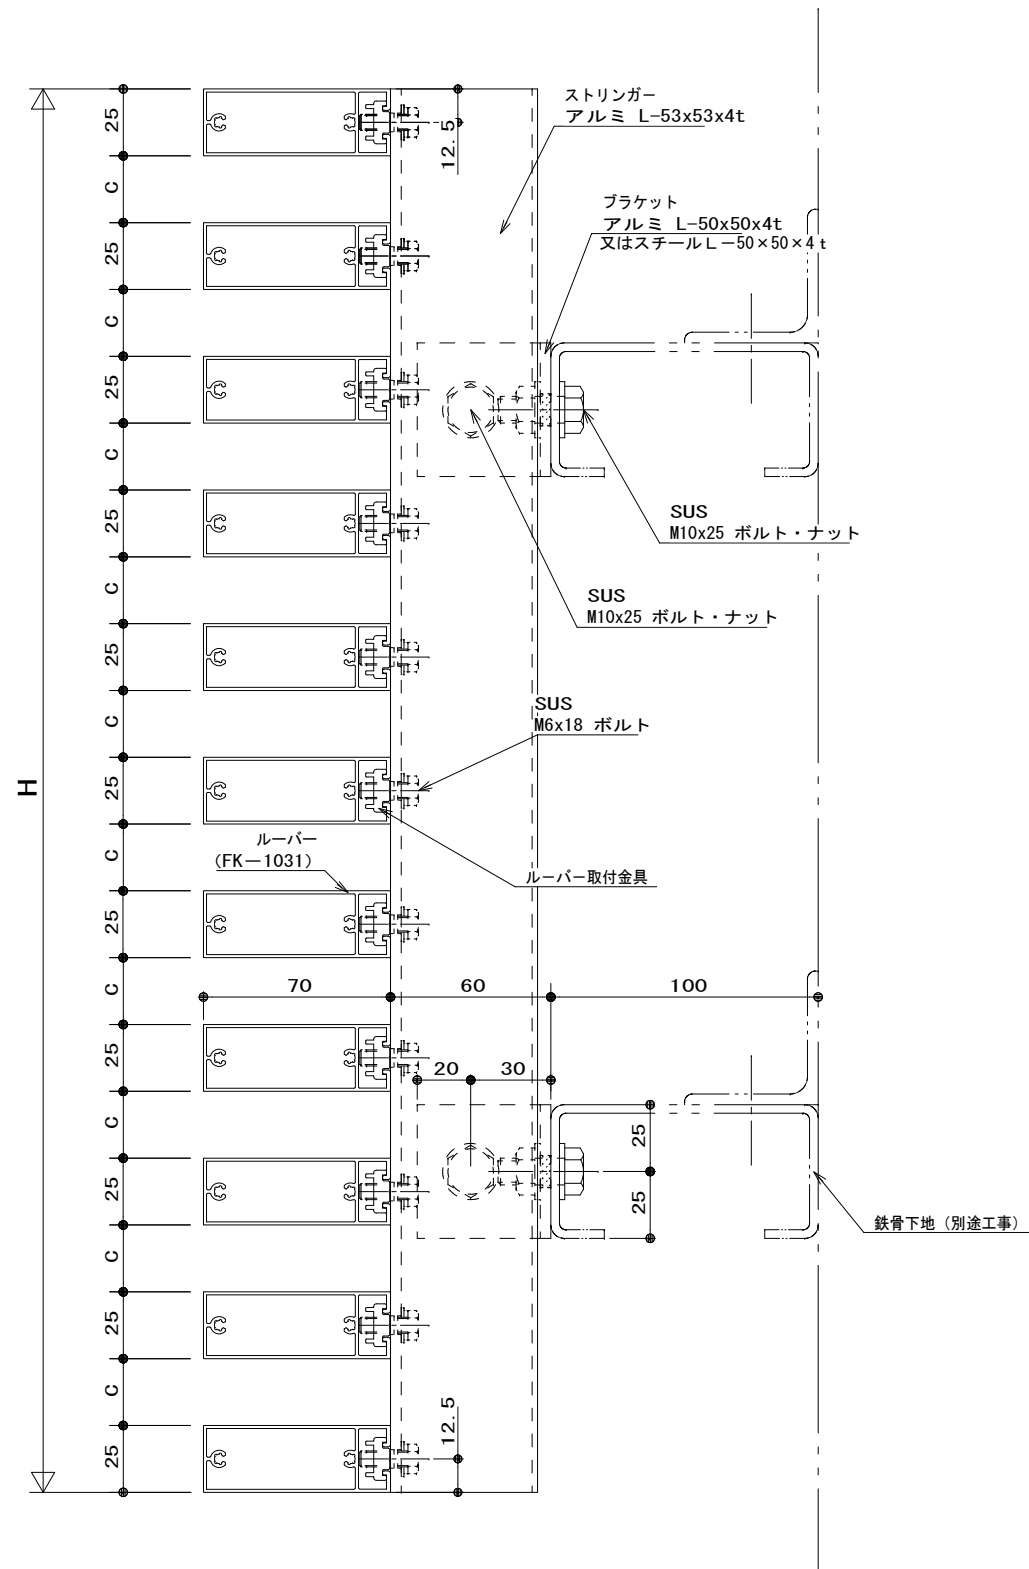 ストリンガー
アルミ L-53x53x4t
ブラケット
アルミ L-50x50x4t
又はスチールL－50×50×4t
SUS
M10x25 ボルト・ナット
SUS
M10x25 ボルト・ナット
SUS
M6x18 ボルト
ルーバー
(FK－1031)
ルーバー取付金具
鉄骨下地（別途工事）
H
25
C
25
C
25
C
25
C
25
C
25
C
25
C
25
C
25
C
25
C
25
12.5
70
60
100
20
30
25
25
12.5